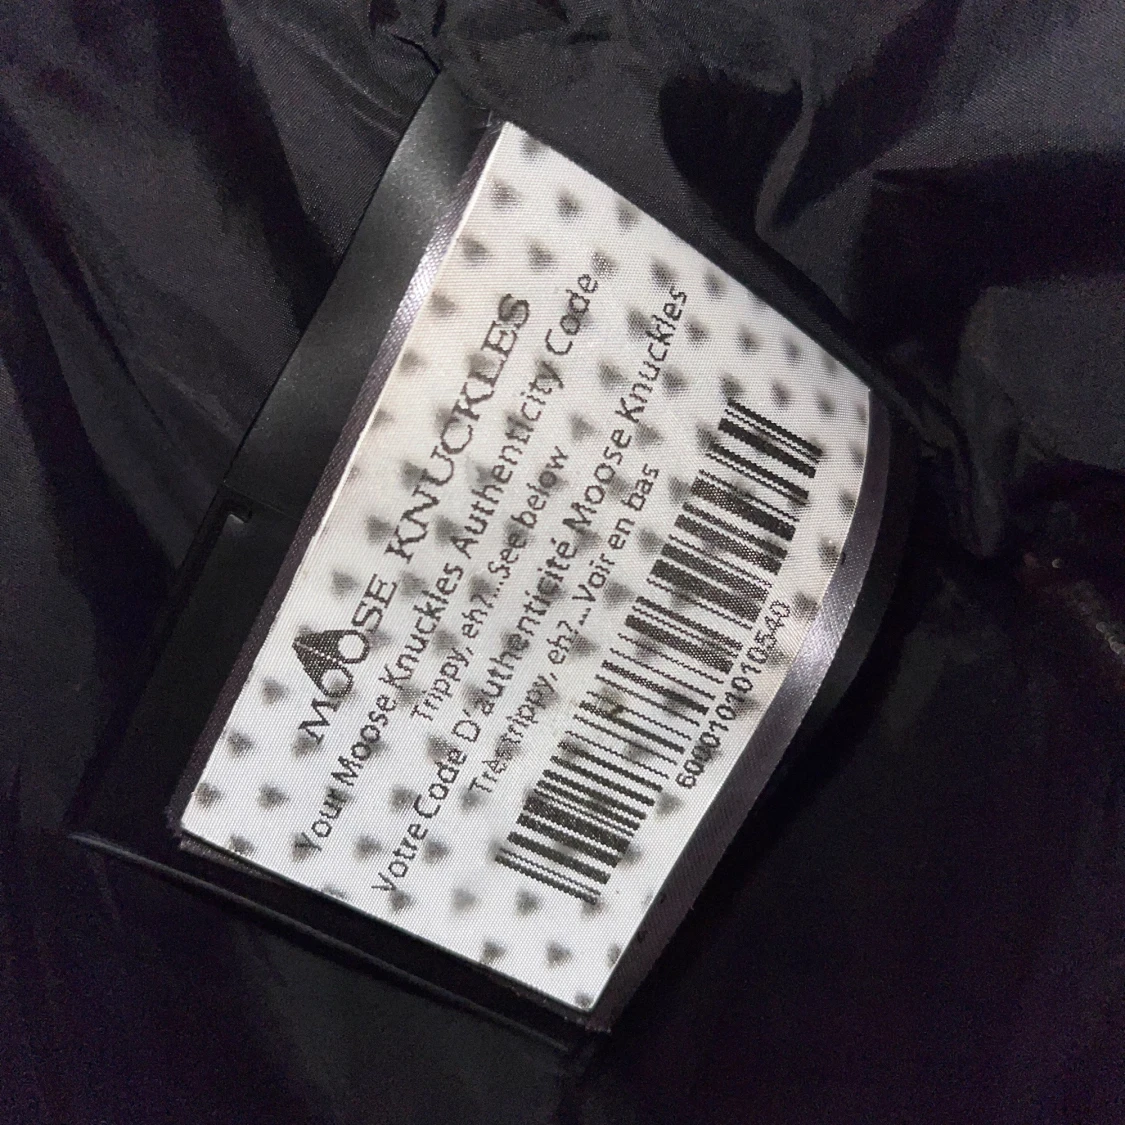 MOOSE KNUCKLES
Your Moose Knuckles Authenticity Code
Trippy, eh?...See below
Votre Code D'authenticité Moose Knuckles
Très trippy, eh?...Voir en bas
6000101010540